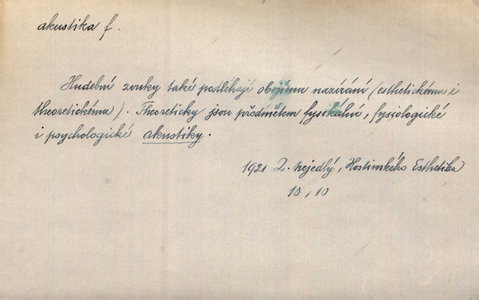 akustika f.
Hudební zvuky také podléhají obojímu nazírání (esthetickému i
theoretickému). Theoreticky jsou předmětem fysikální, fysiologické
i psychologické akustiky.
1921 Z. Nejedlý, Hostinského Esthetika
10, 10